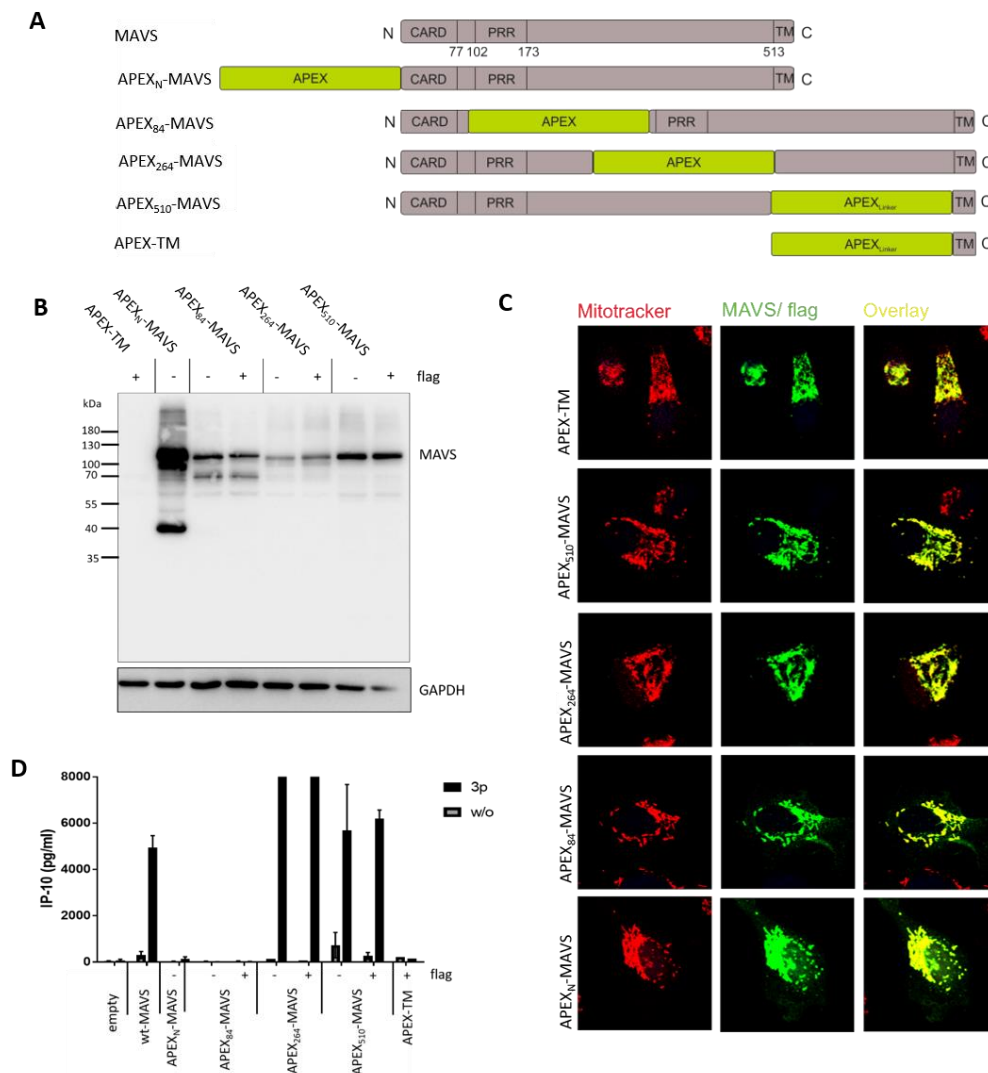 A
MAVS N CARD PRR TM C
77 102 173 513
APEXN-MAVS APEX CARD PRR TM C
APEX84-MAVS N CARD APEX PRR TM C
APEX264-MAVS N CARD PRR APEX TM C
APEX510-MAVS N CARD PRR APEXLinker TM C
APEX-TM APEXLinker TM C
B
APEX-TM
APEXN-MAVS
APEX84-MAVS
APEX264-MAVS
APEX510-MAVS
+ - - + - + - + flag
kDa
180
130
100
70
55
40
35
MAVS
GAPDH
C
Mitotracker MAVS/ flag Overlay
APEX-TM
APEX510-MAVS
APEX264-MAVS
APEX84-MAVS
APEXN-MAVS
D
IP-10 (pg/ml)
8000
6000
4000
2000
0
3p
w/o
- - + - + - + + flag
empty
wt-MAVS
APEXN-MAVS
APEX84-MAVS
APEX264-MAVS
APEX510-MAVS
APEX-TM